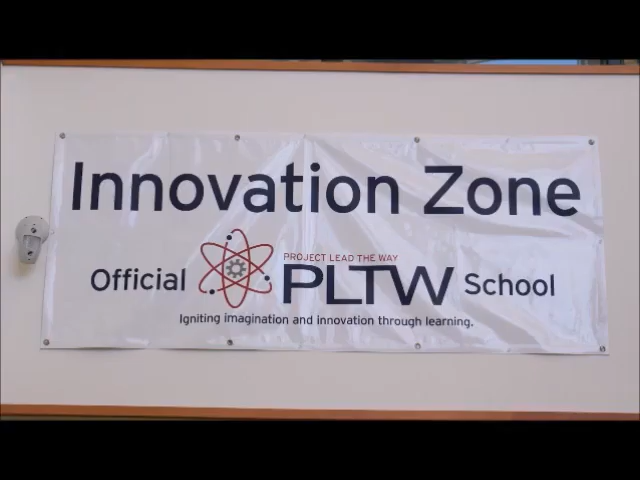 Innovation Zone
PROJECT LEAD THE WAY
Official PLTW School
Igniting imagination and innovation through learning.